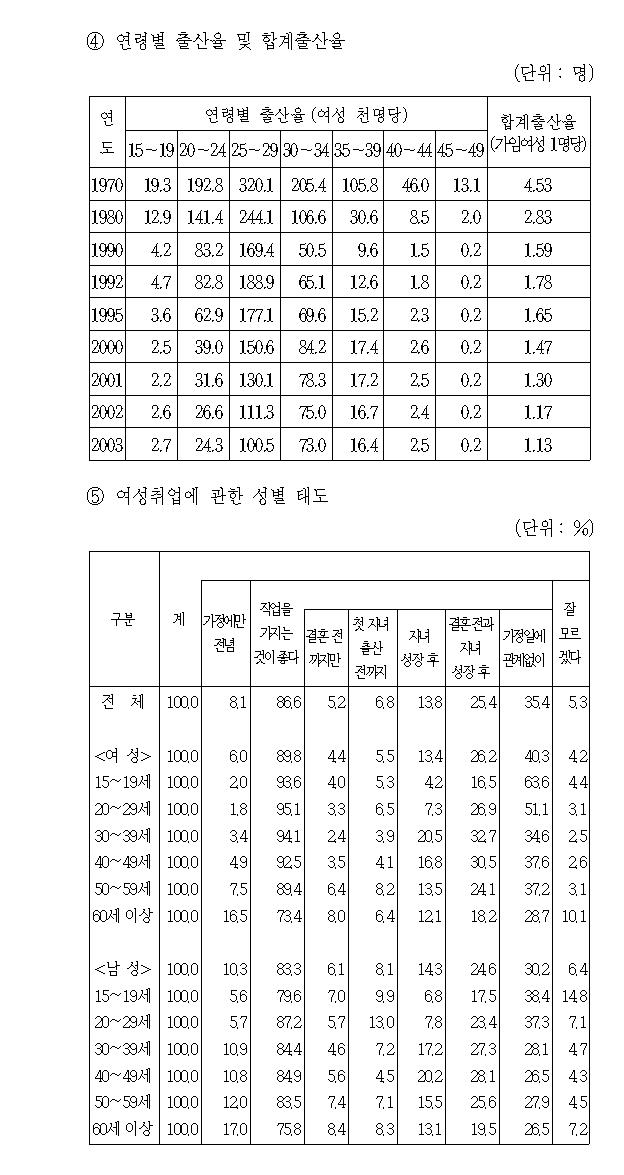 ④ 연령별 출산율 및 합계출산율
(단위 : 명)
연도 연령별 출산율 (여성 천명당) 합계출산율 (가임여성 1명당)
15~19 20~24 25~29 30~34 35~39 40~44 45~49
1970 19.3 192.8 320.1 205.4 105.8 46.0 13.1 4.53
1980 12.9 141.4 244.1 106.6 30.6 8.5 2.0 2.83
1990 4.2 83.2 169.4 50.5 9.6 1.5 0.2 1.59
1992 4.7 82.8 188.9 65.1 12.6 1.8 0.2 1.78
1995 3.6 62.9 177.1 69.6 15.2 2.3 0.2 1.65
2000 2.5 39.0 150.6 84.2 17.4 2.6 0.2 1.47
2001 2.2 31.6 130.1 78.3 17.2 2.5 0.2 1.30
2002 2.6 26.6 111.3 75.0 16.7 2.4 0.2 1.17
2003 2.7 24.3 100.5 73.0 16.4 2.5 0.2 1.13
⑤ 여성취업에 관한 성별 태도
(단위 : %)
구분 계 가정에만 전념 직업을 가지는 것이 좋다 결혼 전 까지만 첫 자녀 출산 전까지 자녀 성장 후 결혼 전과 자녀 성장 후 가정일에 관계없이 잘 모르겠다
전 체 100.0 8.1 86.6 5.2 6.8 13.8 25.4 35.4 5.3
<여 성> 100.0 6.0 89.8 4.4 5.5 13.4 26.2 40.3 4.2
15~19세 100.0 2.0 93.6 4.0 5.3 4.2 16.5 63.6 4.4
20~29세 100.0 1.8 95.1 3.3 6.5 7.3 26.9 51.1 3.1
30~39세 100.0 3.4 94.1 2.4 3.9 20.5 32.7 34.6 2.5
40~49세 100.0 4.9 92.5 3.5 4.1 16.8 30.5 37.6 2.6
50~59세 100.0 7.5 89.4 6.4 8.2 13.5 24.1 37.2 3.1
60세 이상 100.0 16.5 73.4 8.0 6.4 12.1 18.2 28.7 10.1
<남 성> 100.0 10.3 83.3 6.1 8.1 14.3 24.6 30.2 6.4
15~19세 100.0 5.6 79.6 7.0 9.9 6.8 17.5 38.4 14.8
20~29세 100.0 5.7 87.2 5.7 13.0 7.8 23.4 37.3 7.1
30~39세 100.0 10.9 84.4 4.6 7.2 17.2 27.3 28.1 4.7
40~49세 100.0 10.8 84.9 5.6 4.5 20.2 28.1 26.5 4.3
50~59세 100.0 12.0 83.5 7.4 7.1 15.5 25.6 27.9 4.5
60세 이상 100.0 17.0 75.8 8.4 8.3 13.1 19.5 26.5 7.2